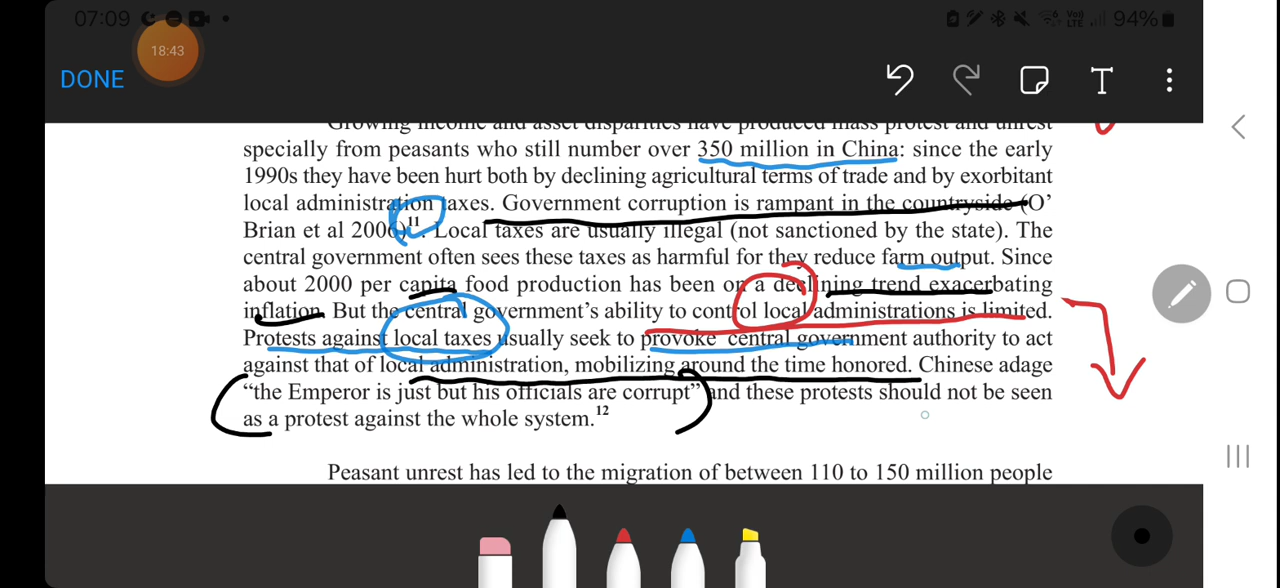 07:09
VoI)
LTE
94%
18:43
DONE
T
Growing income and asset disparities have produced mass protest and unrest
specially from peasants who still number over 350 million in China: since the early
1990s they have been hurt both by declining agricultural terms of trade and by exorbitant
local administration taxes. Government corruption is rampant in the countryside (O’
Brian et al 2006)11. Local taxes are usually illegal (not sanctioned by the state). The
central government often sees these taxes as harmful for they reduce farm output. Since
about 2000 per capita food production has been on a declining trend exacerbating
inflation. But the central government’s ability to control local administrations is limited.
Protests against local taxes usually seek to provoke central government authority to act
against that of local administration, mobilizing around the time honored. Chinese adage
“the Emperor is just but his officials are corrupt” and these protests should not be seen
as a protest against the whole system.12
Peasant unrest has led to the migration of between 110 to 150 million people